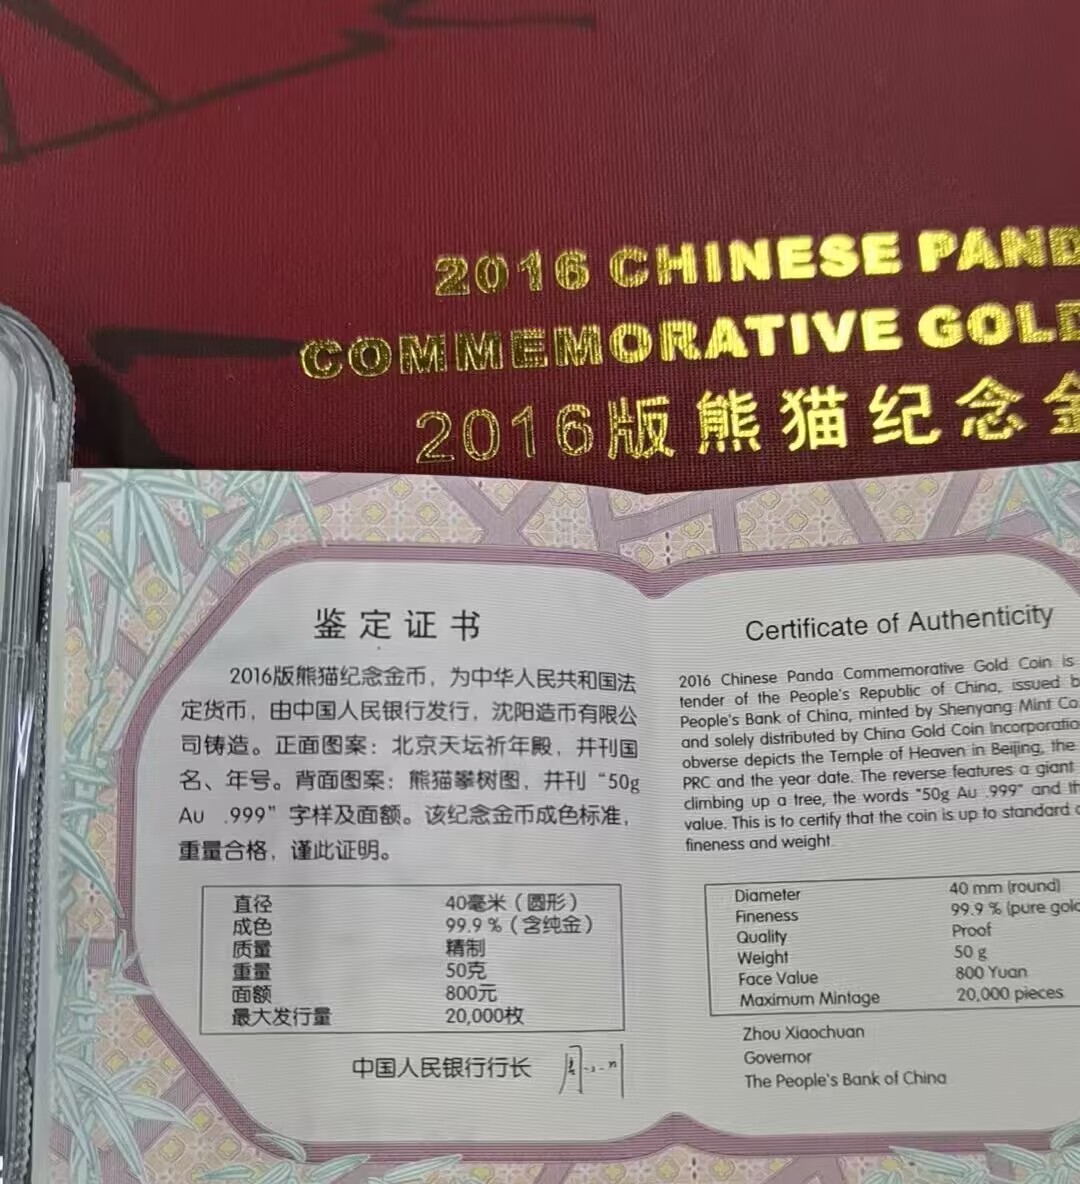 2016 CHINESE PAND
COMMEMORATIVE GOLD
2016版熊猫纪念金
鉴定证书
2016版熊猫纪念金币，为中华人民共和国法
定货币，由中国人民银行发行，沈阳造币有限公
司铸造。正面图案：北京天坛祈年殿，并刊国
名、年号。背面图案：熊猫攀树图，并刊“50g
Au .999”字样及面额。该纪念金币成色标准，
重量合格，谨此证明。
直径 40毫米（圆形）
成色 99.9％（含纯金）
质量 精制
重量 50克
面额 800元
最大发行量 20,000枚
中国人民银行行长
Certificate of Authenticity
2016 Chinese Panda Commemorative Gold Coin is
tender of the People's Republic of China, issued b
People's Bank of China, minted by Shenyang Mint Co
and solely distributed by China Gold Coin Incorporatio
obverse depicts the Temple of Heaven in Beijing, the
PRC and the year date. The reverse features a giant
climbing up a tree, the words "50g Au .999" and th
value. This is to certify that the coin is up to standard
fineness and weight.
Diameter 40 mm (round)
Fineness 99.9 % (pure gold
Quality Proof
Weight 50 g
Face Value 800 Yuan
Maximum Mintage 20,000 pieces
Zhou Xiaochuan
Governor
The People's Bank of China